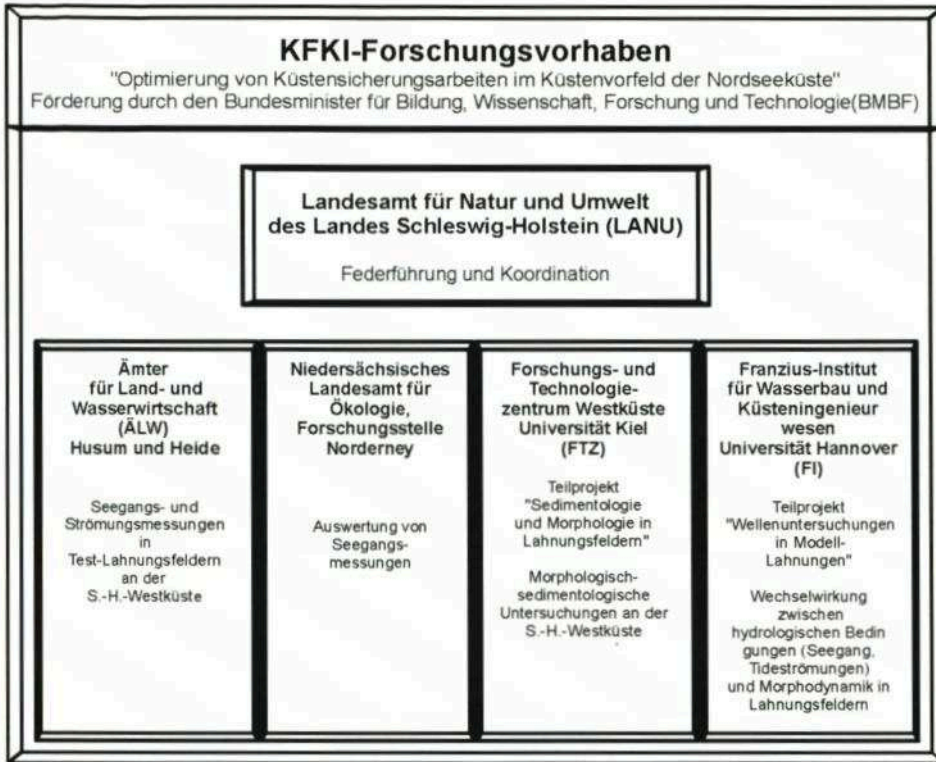 KFKI-Forschungsvorhaben
"Optimierung von Küstensicherungsarbeiten im Küstenvorfeld der Nordseeküste"
Förderung durch den Bundesminister für Bildung, Wissenschaft, Forschung und Technologie(BMBF)
Landesamt für Natur und Umwelt
des Landes Schleswig-Holstein (LANU)
Federführung und Koordination
Ämter
für Land- und
Wasserwirtschaft
(ÄLW)
Husum und Heide
Seegangs- und
Strömungsmessungen
in
Test-Lahnungsfeldern
an der
S.-H.-Westküste
Niedersächsisches
Landesamt für
Ökologie,
Forschungsstelle
Norderney
Auswertung von
Seegangs-
messungen
Forschungs- und
Technologie-
zentrum Westküste
Universität Kiel
(FTZ)
Teilprojekt
"Sedimentologie
und Morphologie in
Lahnungsfeldern"
Morphologisch-
sedimentologische
Untersuchungen an der
S.-H.-Westküste
Franzius-Institut
für Wasserbau und
Küsteningenieur
wesen
Universität Hannover
(FI)
Teilprojekt
"Wellenuntersuchungen
in Modell-
Lahnungen"
Wechselwirkung
zwischen
hydrologischen Bedin
gungen (Seegang,
Tideströmungen)
und Morphodynamik in
Lahnungsfeldern